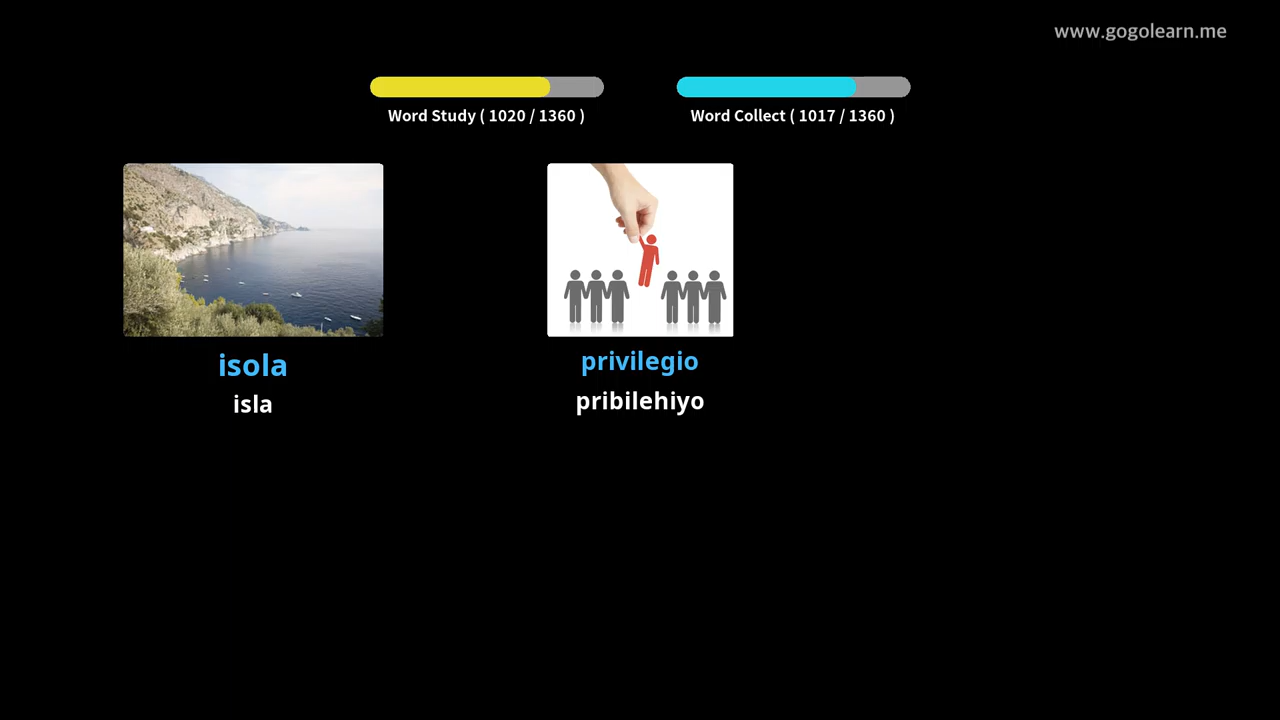 www.gogolearn.me
Word Study ( 1020 / 1360 )
Word Collect ( 1017 / 1360 )
isola
isla
privilegio
pribilehiyo